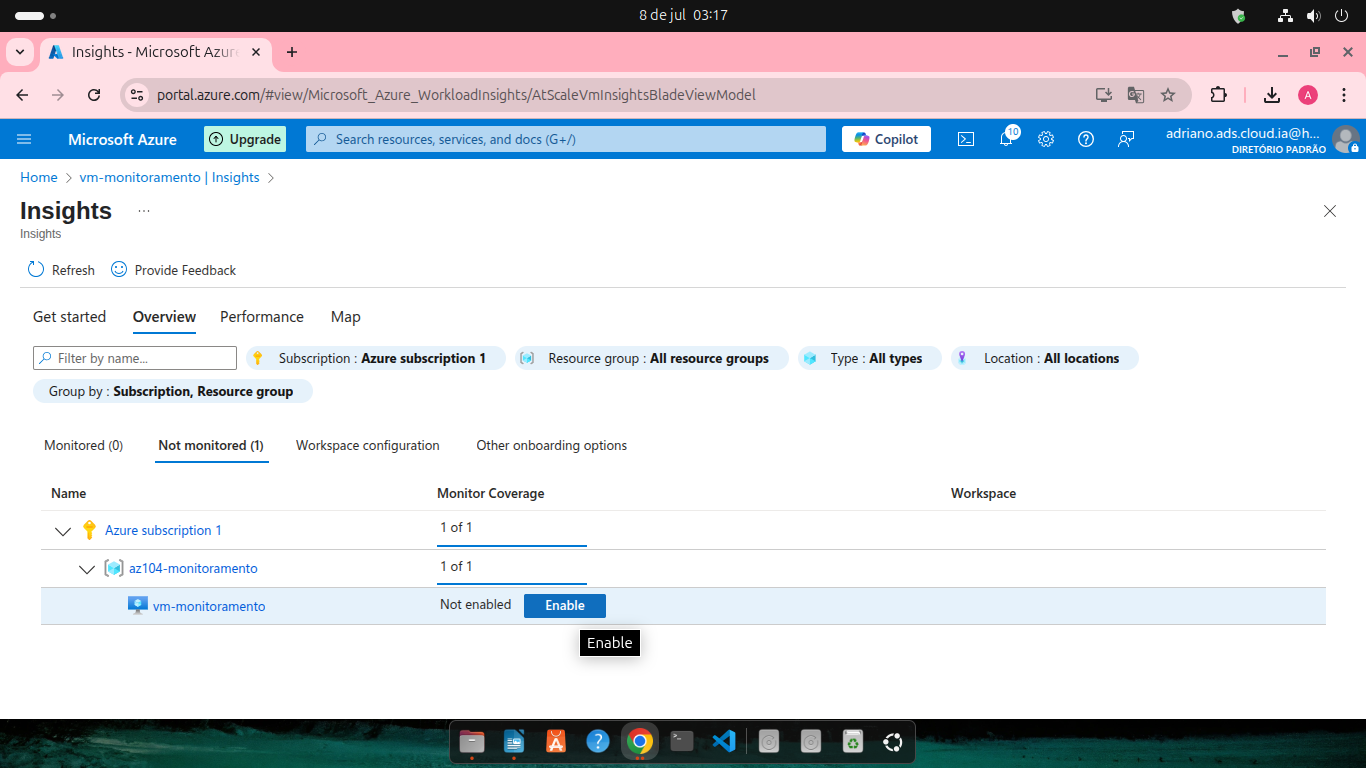 8 de jul 03:17
Insights - Microsoft Azure
portal.azure.com/#view/Microsoft_Azure_WorkloadInsights/AtScaleVmInsightsBladeViewModel
A
Microsoft Azure
Upgrade
Search resources, services, and docs (G+/)
Copilot
10
adriano.ads.cloud.ia@h...
DIRETÓRIO PADRÃO
Home
vm-monitoramento | Insights
Insights
...
Insights
Refresh
Provide Feedback
Get started
Overview
Performance
Map
Filter by name...
Subscription : Azure subscription 1
Resource group : All resource groups
Type : All types
Location : All locations
Group by : Subscription, Resource group
Monitored (0)
Not monitored (1)
Workspace configuration
Other onboarding options
Name
Monitor Coverage
Workspace
Azure subscription 1
1 of 1
az104-monitoramento
1 of 1
vm-monitoramento
Not enabled
Enable
Enable